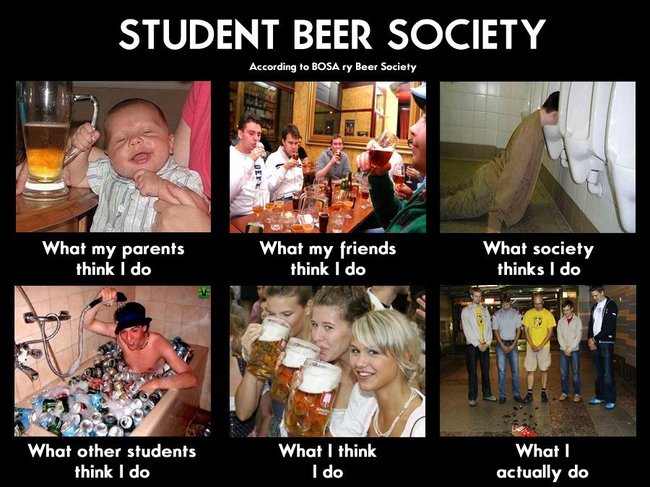 STUDENT BEER SOCIETY
According to BOSA ry Beer Society
What my parents
think I do
What my friends
think I do
What society
thinks I do
What other students
think I do
What I think
I do
What I
actually do